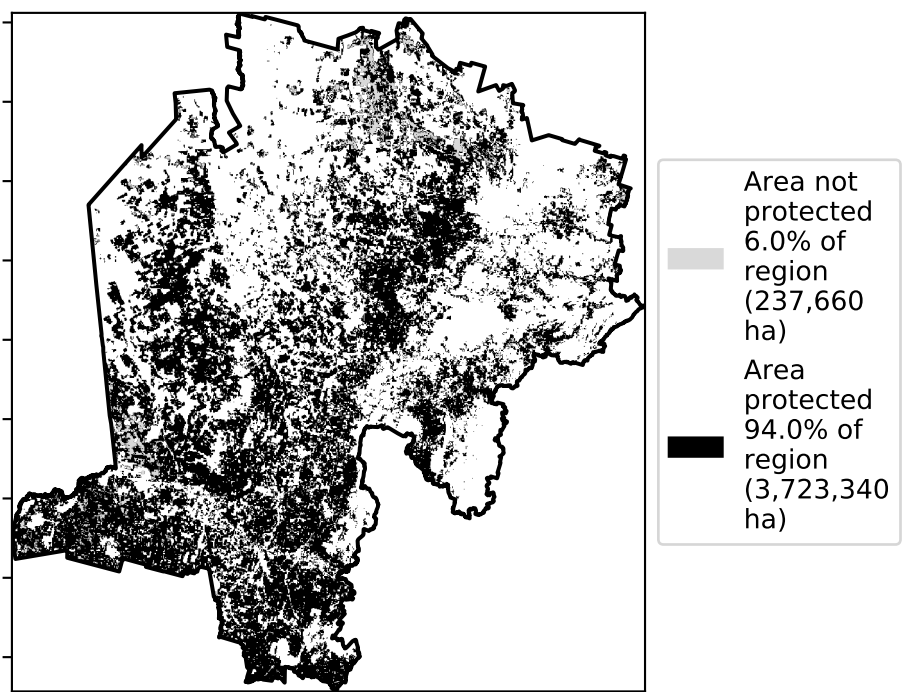 Area not
protected
6.0% of
region
(237,660
ha)
Area
protected
94.0% of
region
(3,723,340
ha)